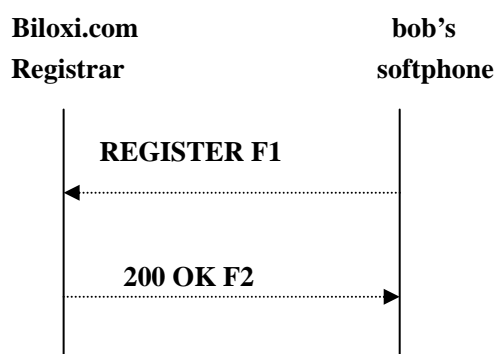 Biloxi.com
Registrar
bob’s
softphone
REGISTER F1
200 OK F2